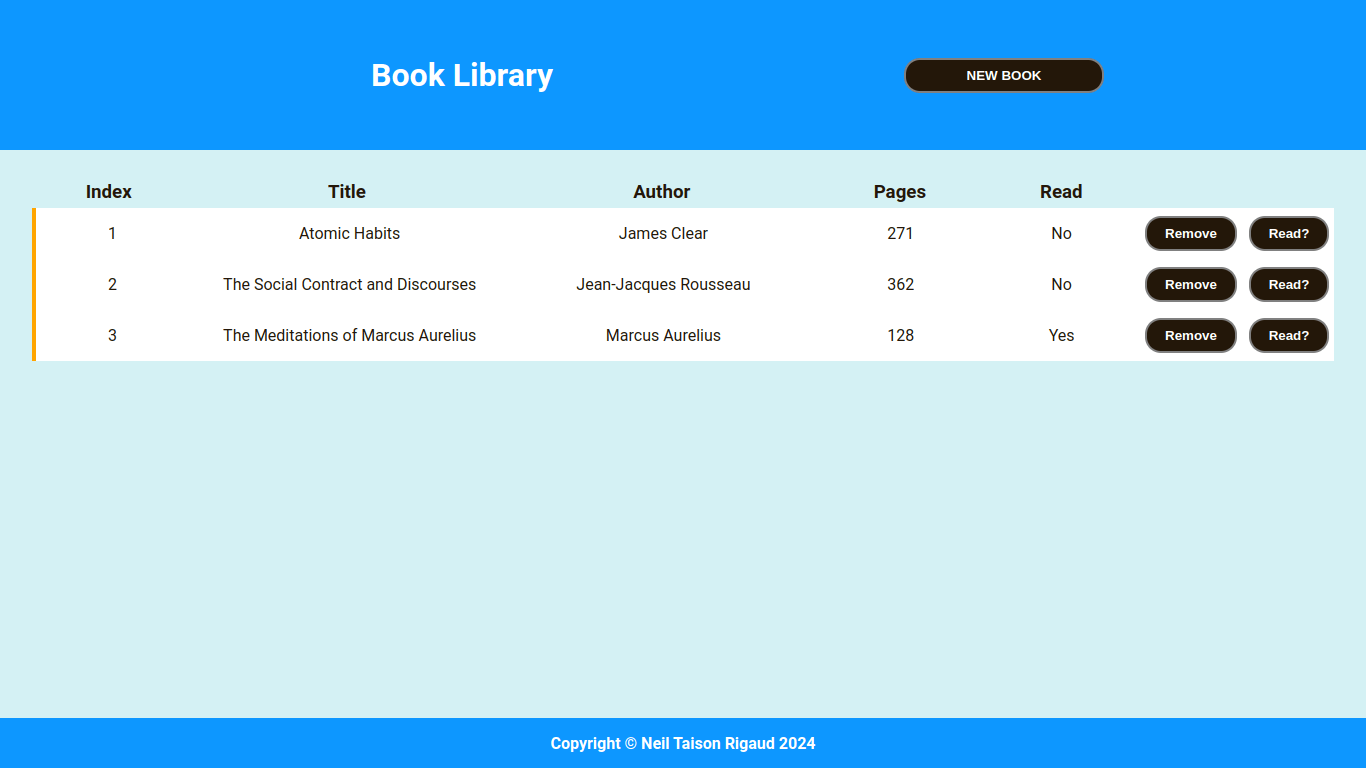 Book Library NEW BOOK
Index Title Author Pages Read
1 Atomic Habits James Clear 271 No Remove Read?
2 The Social Contract and Discourses Jean-Jacques Rousseau 362 No Remove Read?
3 The Meditations of Marcus Aurelius Marcus Aurelius 128 Yes Remove Read?
Copyright © Neil Taison Rigaud 2024